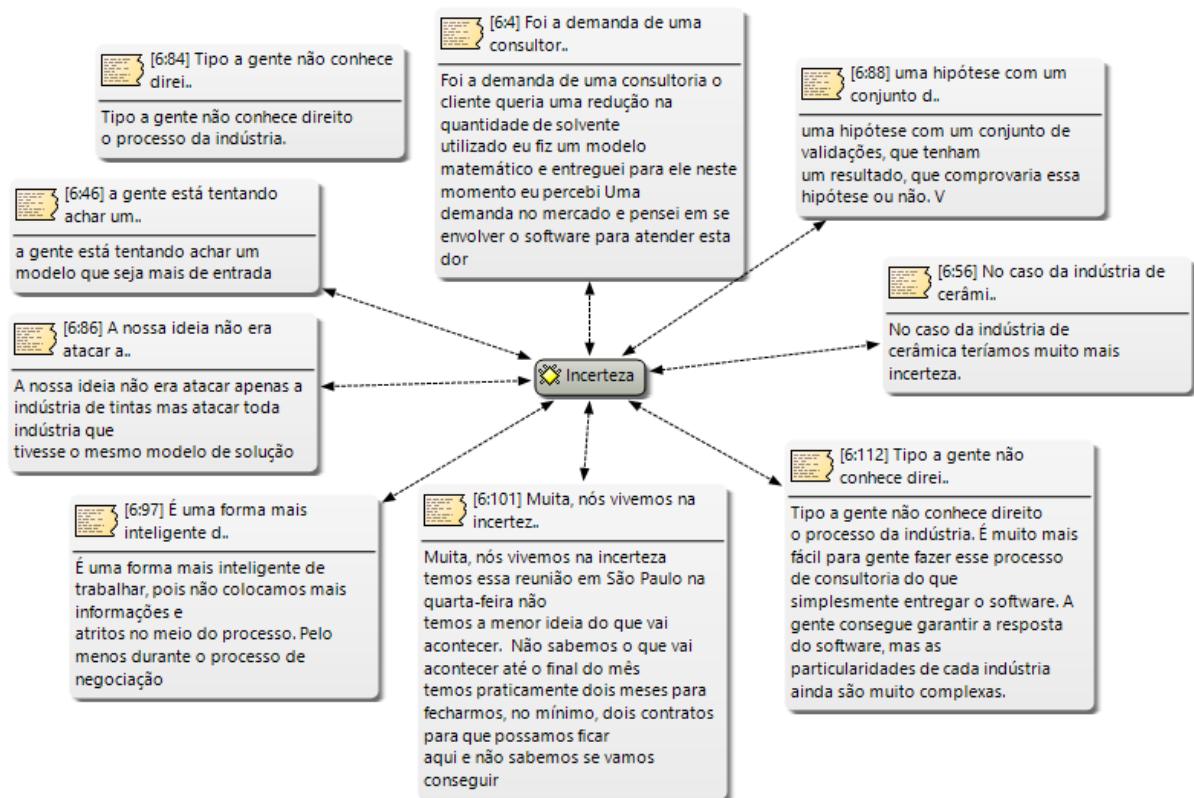 [6:84] Tipo a gente não conhece
direi..
Tipo a gente não conhece direito
o processo da indústria.
[6:4] Foi a demanda de uma
consultor..
Foi a demanda de uma consultoria o
cliente queria uma redução na
quantidade de solvente
utilizado eu fiz um modelo
matemático e entreguei para ele neste
momento eu percebi Uma
demanda no mercado e pensei em se
envolver o software para atender esta
dor
[6:88] uma hipótese com um
conjunto d..
uma hipótese com um conjunto de
validações, que tenham
um resultado, que comprovaria essa
hipótese ou não. V
[6:46] a gente está tentando
achar um..
a gente está tentando achar um
modelo que seja mais de entrada
[6:56] No caso da indústria de
cerâmi..
No caso da indústria de
cerâmica teríamos muito mais
incerteza.
[6:86] A nossa ideia não era
atacar a..
A nossa ideia não era atacar apenas a
indústria de tintas mas atacar toda
indústria que
tivesse o mesmo modelo de solução
Incerteza
[6:97] É uma forma mais
inteligente d..
É uma forma mais inteligente de
trabalhar, pois não colocamos mais
informações e
atritos no meio do processo. Pelo
menos durante o processo de
negociação
[6:101] Muita, nós vivemos na
incertez..
Muita, nós vivemos na incerteza
temos essa reunião em São Paulo na
quarta-feira não
temos a menor ideia do que vai
acontecer.  Não sabemos o que vai
acontecer até o final do mês
temos praticamente dois meses para
fecharmos, no mínimo, dois contratos
para que possamos ficar
aqui e não sabemos se vamos
conseguir
[6:112] Tipo a gente não
conhece direi..
Tipo a gente não conhece direito
o processo da indústria. É muito mais
fácil para gente fazer esse processo
de consultoria do que
simplesmente entregar o software. A
gente consegue garantir a resposta
do software, mas as
particularidades de cada indústria
ainda são muito complexas.